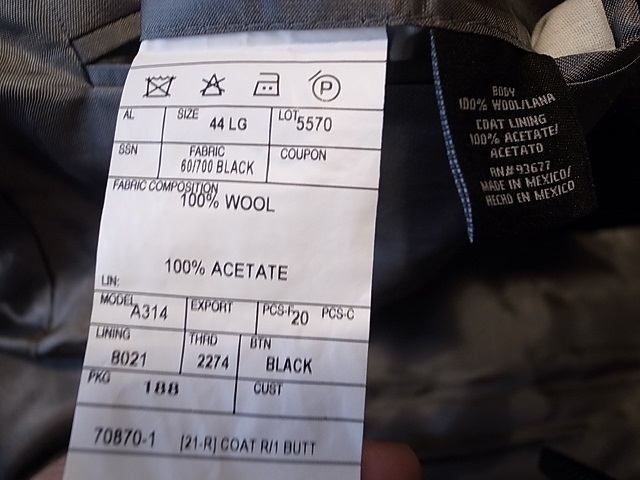 AL
SIZE
44 LG
LOT
5570
SSN
FABRIC
60/700 BLACK
COUPON
FABRIC COMPOSITION
100% WOOL
100% ACETATE
LIN:
MODEL
A314
EXPORT
PCS-F
20
PCS-C
LINING
8021
THRD
2274
BTN
BLACK
PKG
188
CUST
70870-1
[21-R] COAT R/1 BUTT
P
BODY
100% WOOL/LANA
COAT LINING
100% ACETATE/
ACETATO
RN# 93677
MADE IN MEXICO/
HECHO EN MEXICO